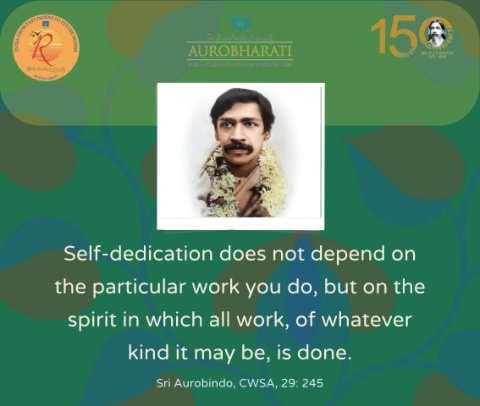 R
AUROBHARATI
150
Self-dedication does not depend on
the particular work you do, but on the
spirit in which all work, of whatever
kind it may be, is done.
Sri Aurobindo, CWSA, 29: 245